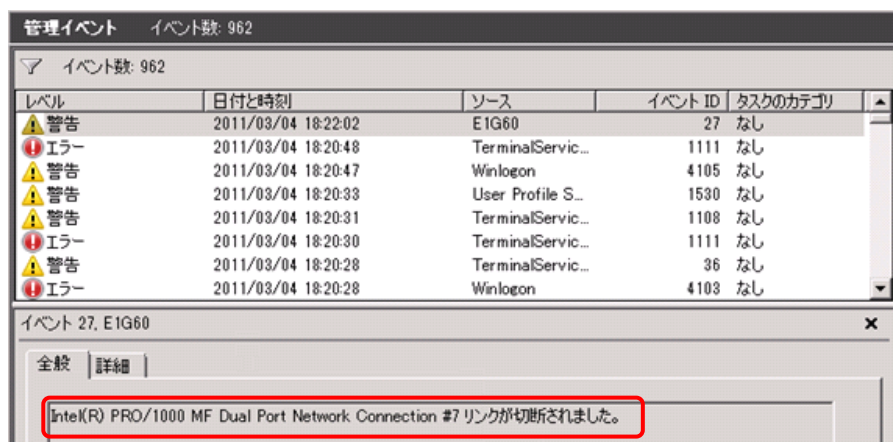 管理イベント イベント数: 962
イベント数: 962
レベル 日付と時刻 ソース イベント ID タスクのカテゴリ
警告 2011/03/04 18:22:02 E1G60 27 なし
エラー 2011/03/04 18:20:48 TerminalServic... 1111 なし
警告 2011/03/04 18:20:47 Winlogon 4105 なし
警告 2011/03/04 18:20:33 User Profile S... 1530 なし
警告 2011/03/04 18:20:31 TerminalServic... 1108 なし
エラー 2011/03/04 18:20:30 TerminalServic... 1111 なし
警告 2011/03/04 18:20:28 TerminalServic... 36 なし
エラー 2011/03/04 18:20:28 Winlogon 4103 なし
イベント 27, E1G60
全般 詳細
Intel(R) PRO/1000 MF Dual Port Network Connection #7 リンクが切断されました。